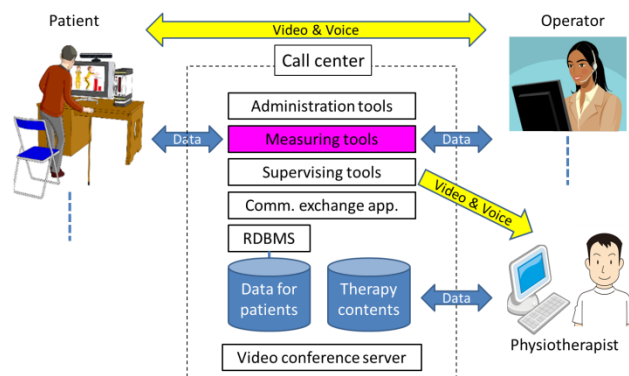 Patient
Operator
Video & Voice
Call center
Administration tools
Data
Measuring tools
Data
Supervising tools
Video & Voice
Comm. exchange app.
RDBMS
Data for
patients
Therapy
contents
Data
Physiotherapist
Video conference server